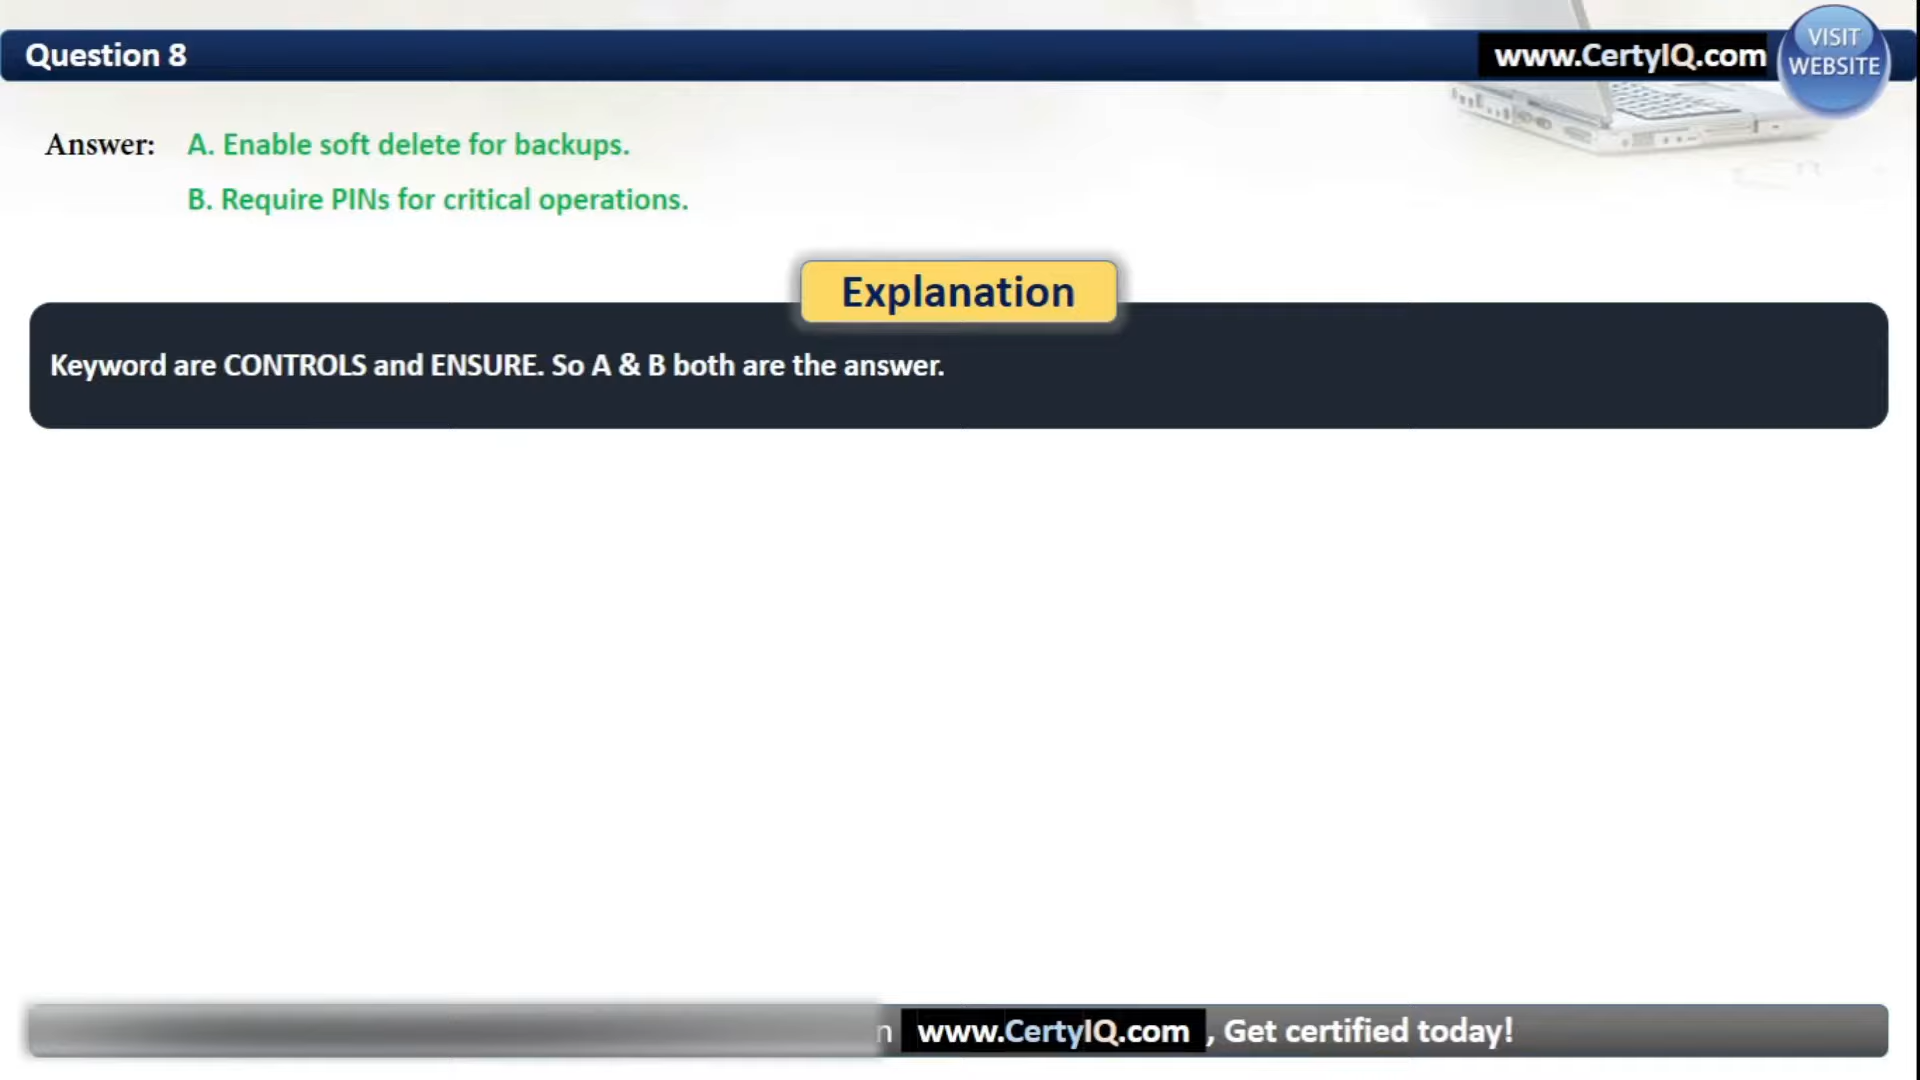 Question 8
www.CertyIQ.com
VISIT
WEBSITE
Answer: A. Enable soft delete for backups.
B. Require PINs for critical operations.
Explanation
Keyword are CONTROLS and ENSURE. So A & B both are the answer.
www.CertyIQ.com , Get certified today!